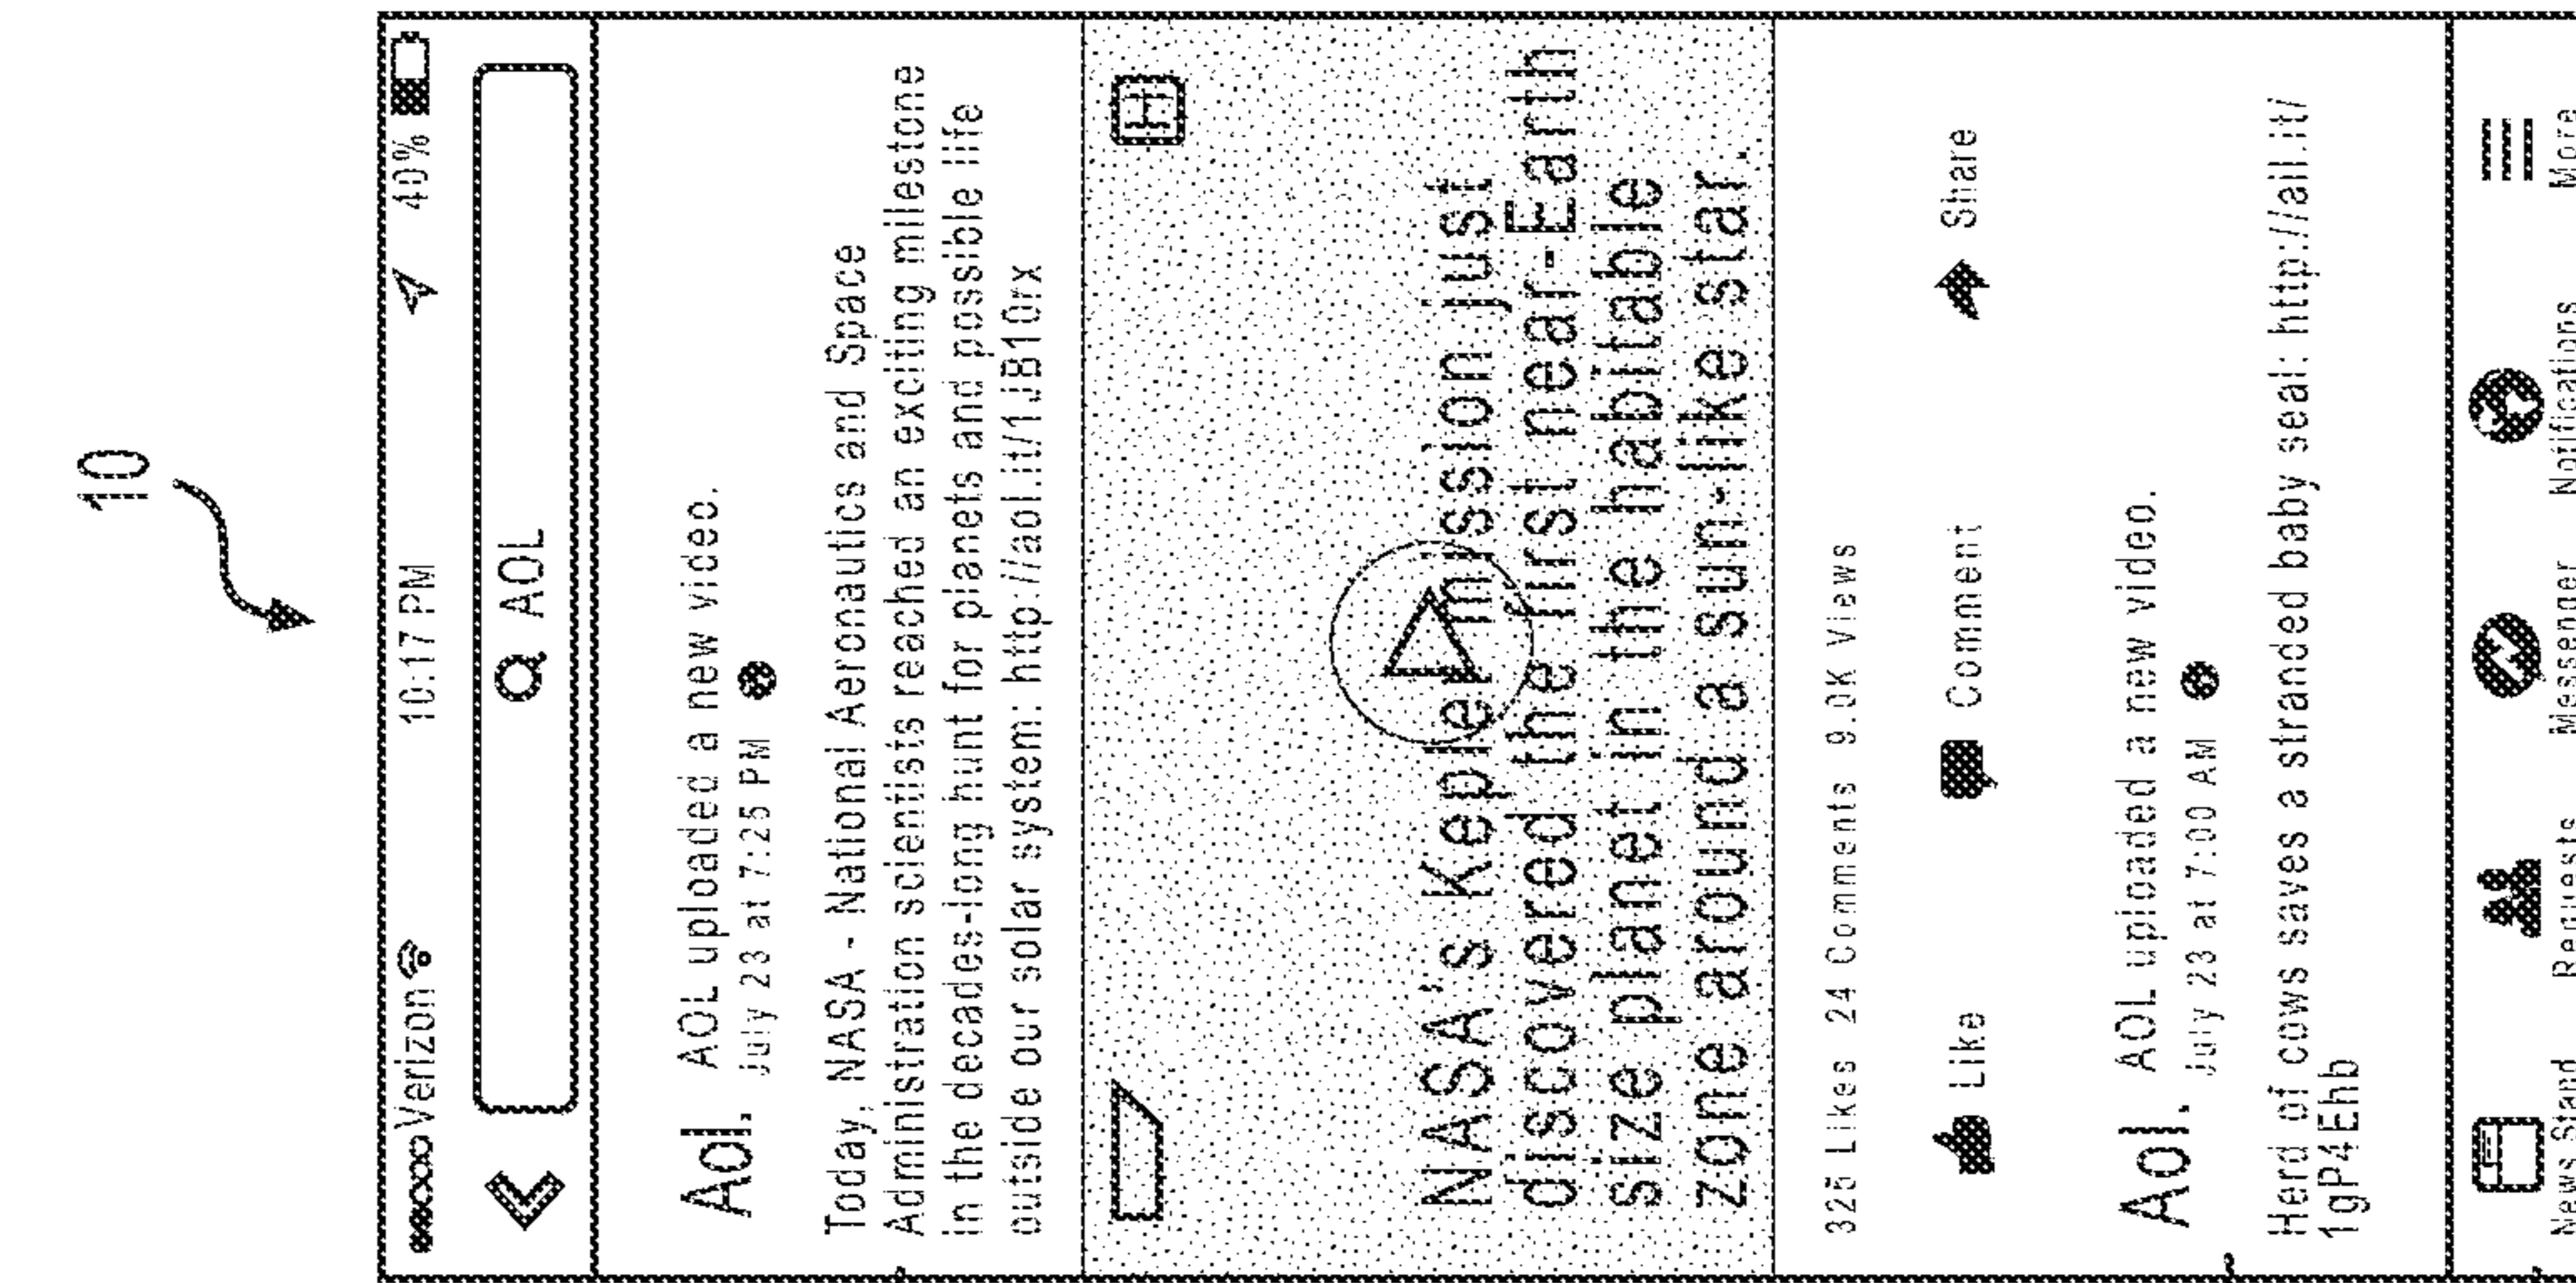 10
Verizon 10:17 PM 40%
AOL
Aol. AOL uploaded a new video.
July 23 at 7:25 PM
Today, NASA - National Aeronautics and Space
Administration scientists reached an exciting milestone
in the decades-long hunt for planets and possible life
outside our solar system: http://aol.it/1JB10rx
H
NASA's Kepler mission just
discovered the first near-Earth
size planet in the habitable
zone around a sun-like star.
325 Likes 24 Comments 9.0K Views
Like Comment Share
Aol. AOL uploaded a new video.
July 23 at 7:00 AM
Herd of cows saves a stranded baby seal: http://all.it/
1gP4Ehb
News Stand Requests Messenger Notifications More